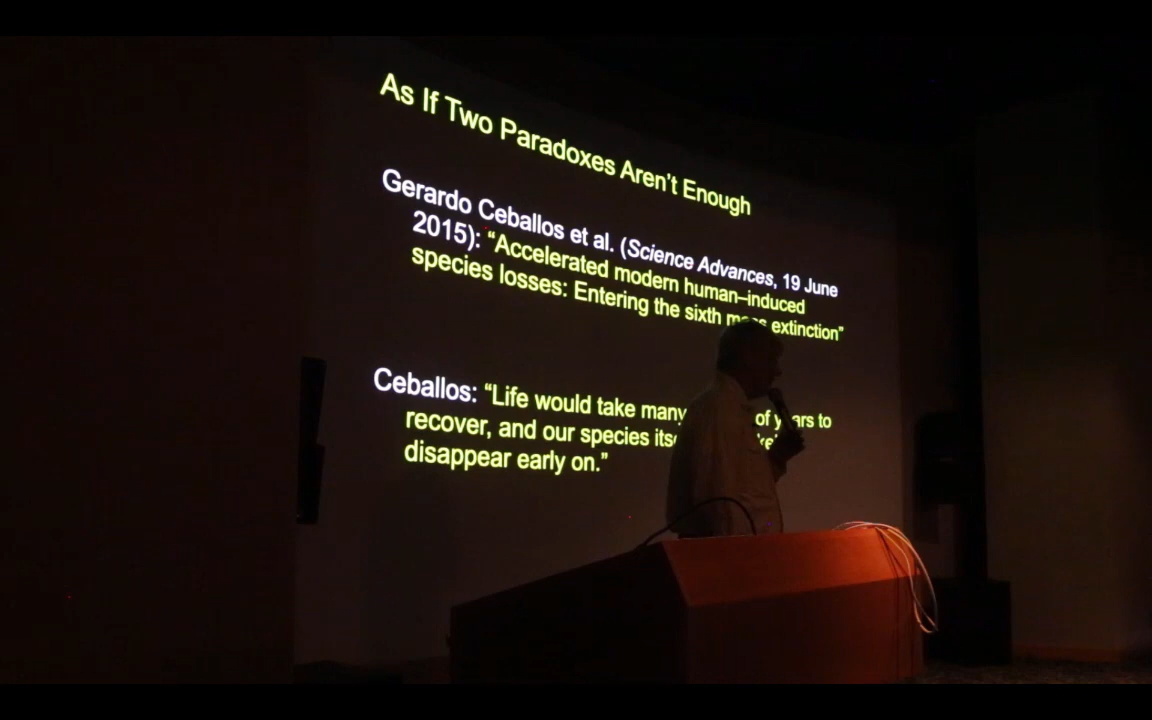 As If Two Paradoxes Aren't Enough
Gerardo Ceballos et al. (Science Advances, 19 June
2015): “Accelerated modern human–induced
species losses: Entering the sixth mass extinction”
Ceballos: “Life would take many of years to
recover, and our species
disappear early on.”